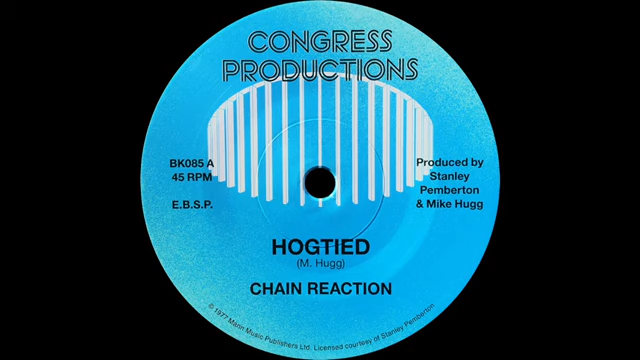 CONGRESS
PRODUCTIONS
BK085 A
45 RPM
E.B.S.P.
Produced by
Stanley
Pemberton
& Mike Hugg
HOGTIED
(M. Hugg)
CHAIN REACTION
© 1977 Mann Music Publishers Ltd. Licensed courtesy of Stanley Pemberton